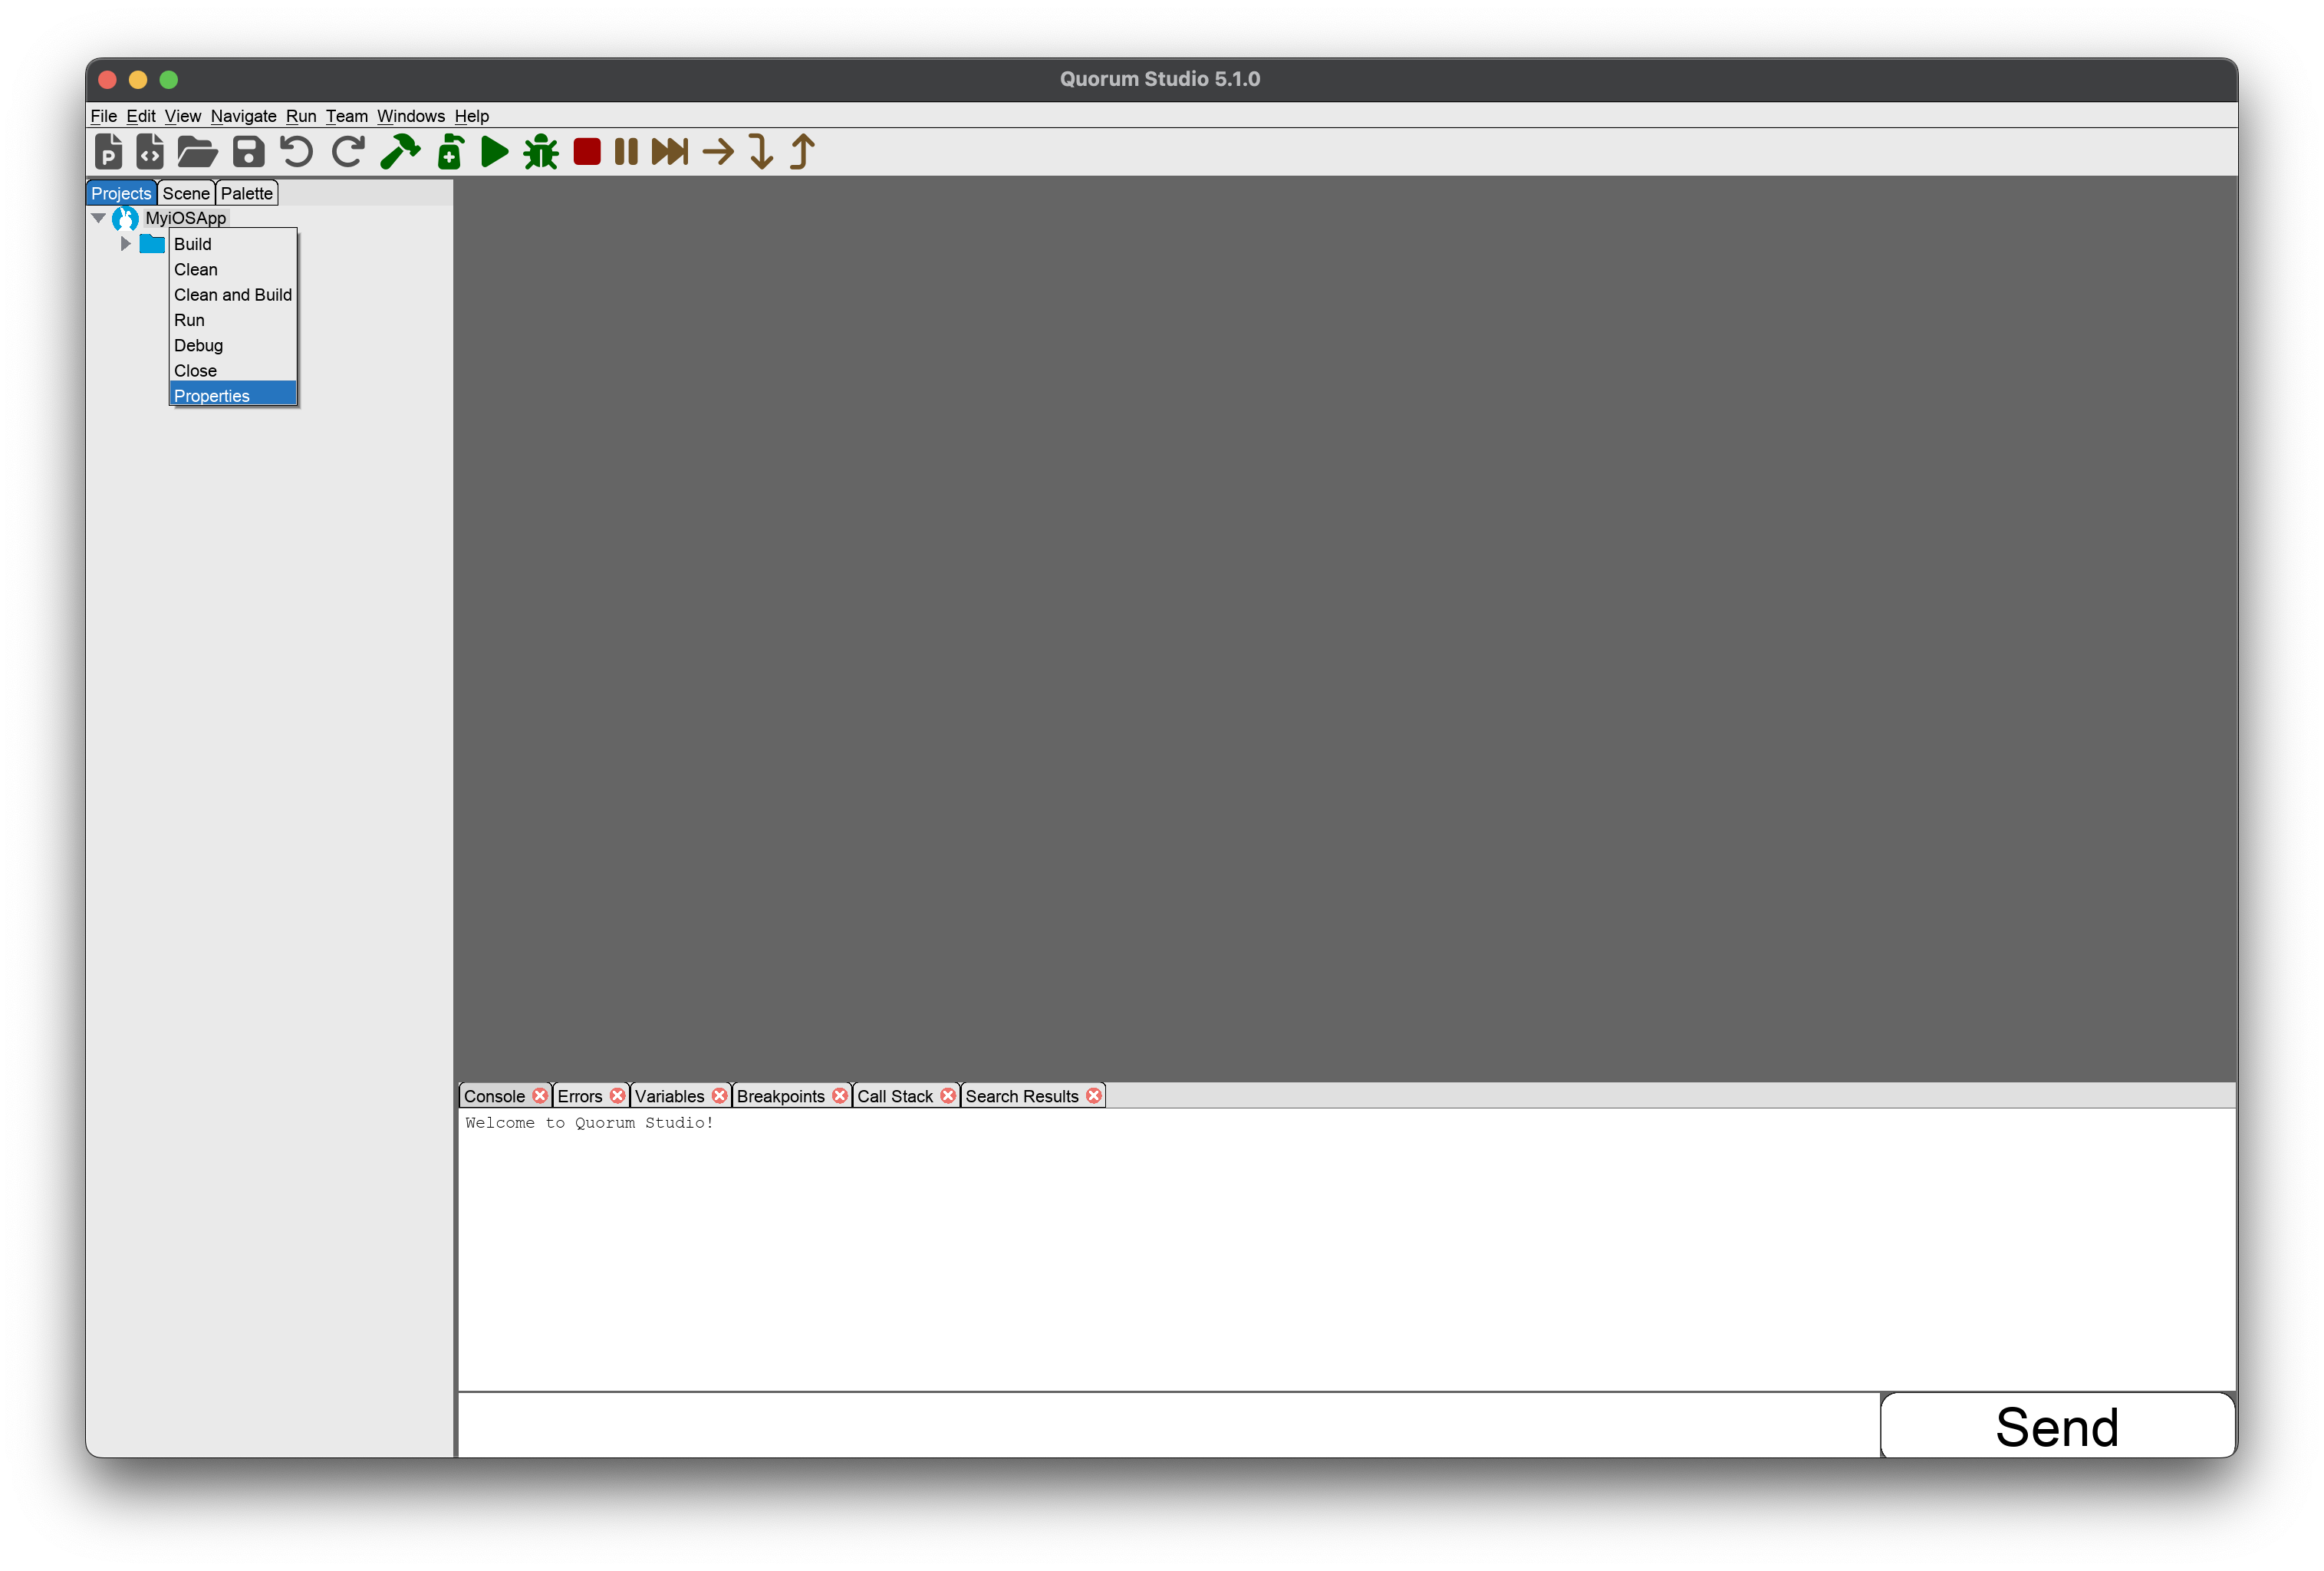 Quorum Studio 5.1.0
File Edit View Navigate Run Team Windows Help
Projects Scene Palette
MyiOSApp
Build
Clean
Clean and Build
Run
Debug
Close
Properties
Console Errors Variables Breakpoints Call Stack Search Results
Welcome to Quorum Studio!
Send